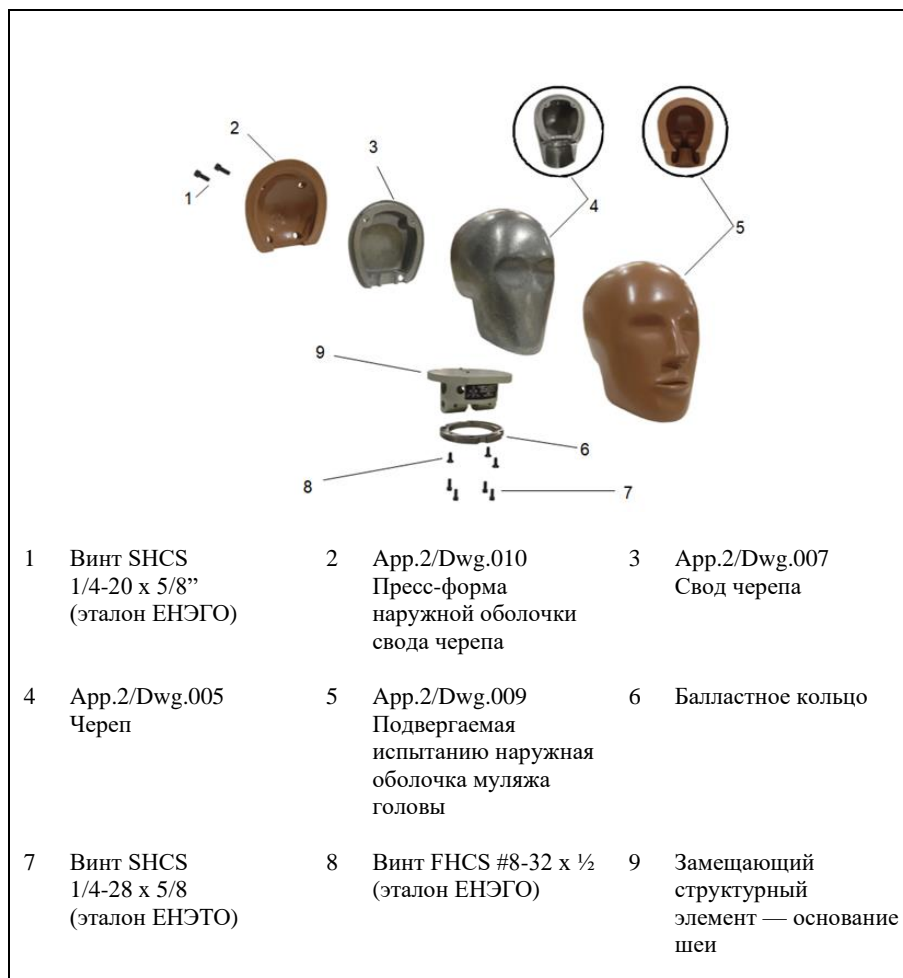 2
3
1
4
5
9
6
8
7
1 Винт SHCS 1/4-20 x 5/8” (эталон ЕНЭГО)
2 App.2/Dwg.010 Пресс-форма наружной оболочки свода черепа
3 App.2/Dwg.007 Свод черепа
4 App.2/Dwg.005 Череп
5 App.2/Dwg.009 Подвергаемая испытанию наружная оболочка муляжа головы
6 Балластное кольцо
7 Винт SHCS 1/4-28 x 5/8 (эталон ЕНЭТО)
8 Винт FHCS #8-32 x ½ (эталон ЕНЭГО)
9 Замещающий структурный элемент — основание шеи